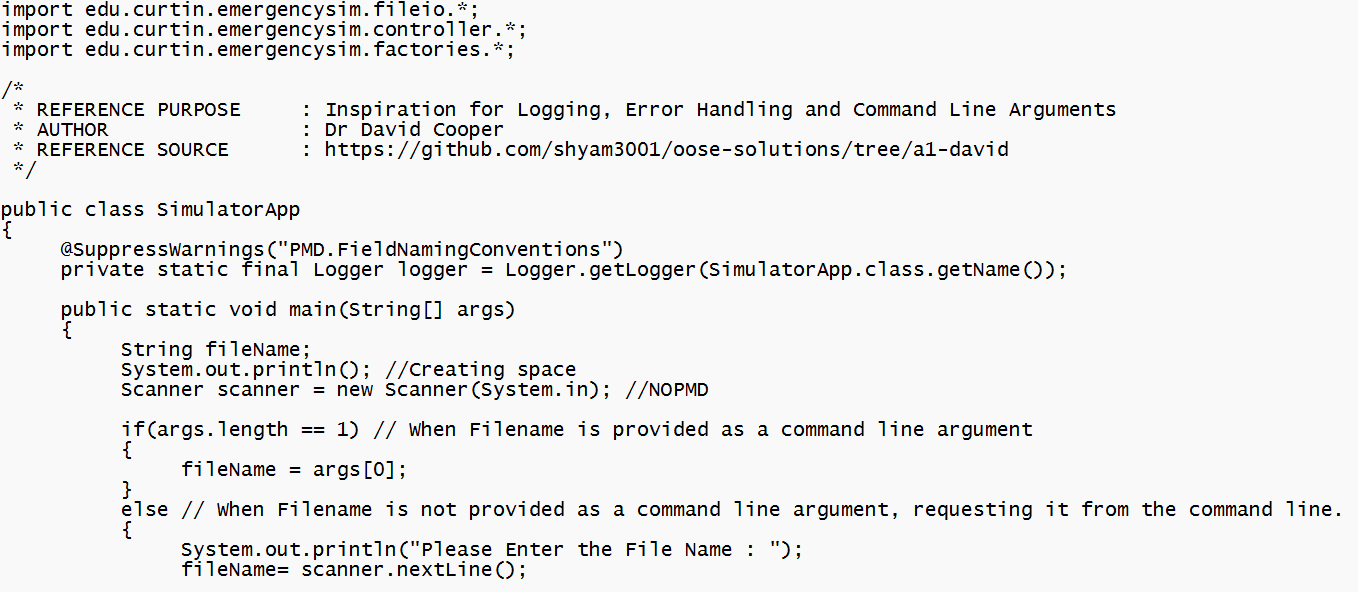 import edu.curtin.emergencysim.fileio.*;
import edu.curtin.emergencysim.controller.*;
import edu.curtin.emergencysim.factories.*;

/*
 * REFERENCE PURPOSE     : Inspiration for Logging, Error Handling and Command Line Arguments
 * AUTHOR                : Dr David Cooper
 * REFERENCE SOURCE      : https://github.com/shyam3001/oose-solutions/tree/a1-david
 */

public class SimulatorApp
{
     @SuppressWarnings("PMD.FieldNamingConventions")
     private static final Logger logger = Logger.getLogger(SimulatorApp.class.getName());

     public static void main(String[] args)
     {
          String fileName;
          System.out.println(); //Creating space
          Scanner scanner = new Scanner(System.in); //NOPMD

          if(args.length == 1) // When Filename is provided as a command line argument
          {
               fileName = args[0];
          }
          else // When Filename is not provided as a command line argument, requesting it from the command line.
          {
               System.out.println("Please Enter the File Name : ");
               fileName= scanner.nextLine();